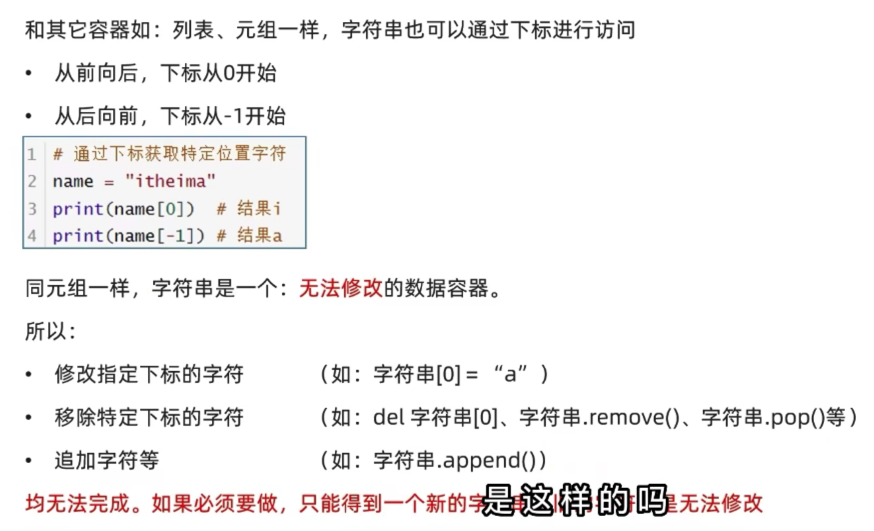 和其它容器如：列表、元组一样，字符串也可以通过下标进行访问
• 从前向后，下标从0开始
• 从后向前，下标从-1开始
1 # 通过下标获取特定位置字符
2 name = "itheima"
3 print(name[0])  # 结果i
4 print(name[-1]) # 结果a
同元组一样，字符串是一个：无法修改的数据容器。
所以：
• 修改指定下标的字符 （如：字符串[0] = “a”）
• 移除特定下标的字符 （如：del 字符串[0]、字符串.remove()、字符串.pop()等）
• 追加字符等 （如：字符串.append()）
均无法完成。如果必须要做，只能得到一个新的字 是无法修改
是这样的吗